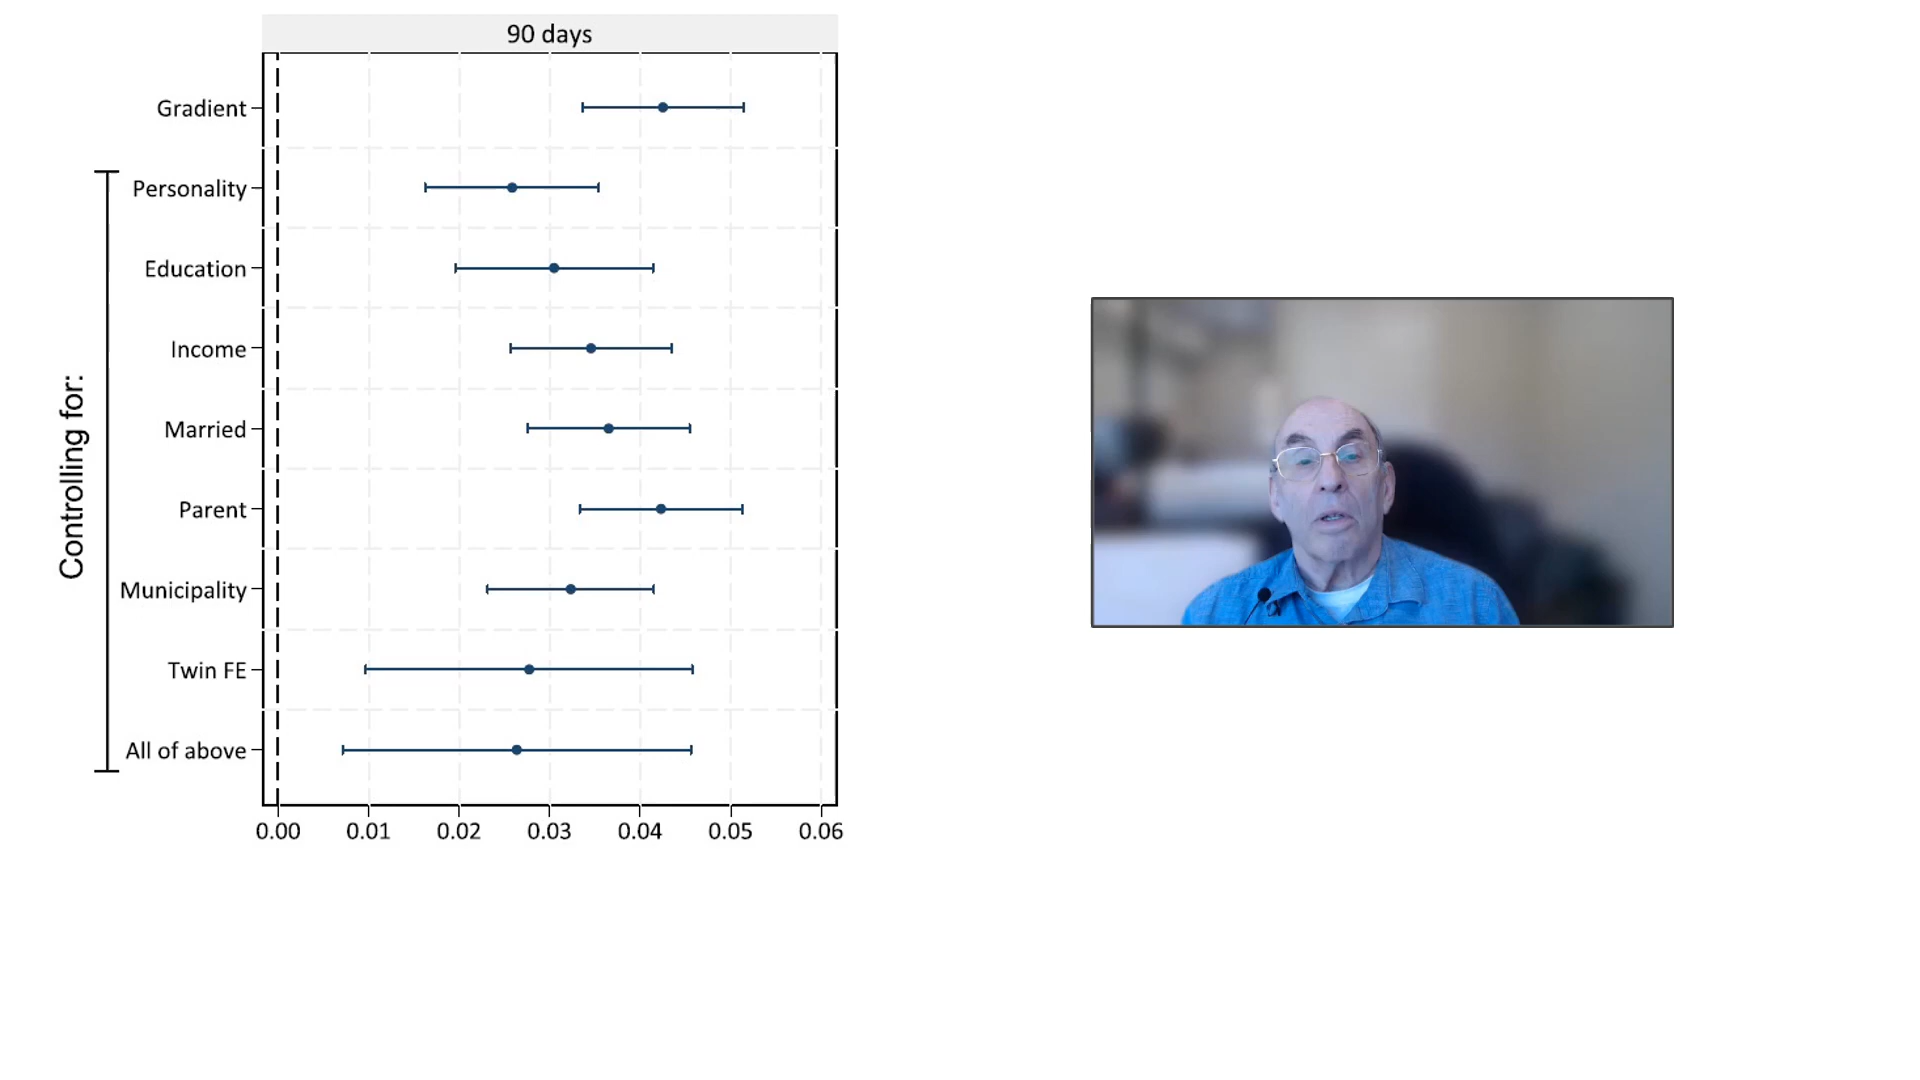 90 days
Gradient
Controlling for:
Personality
Education
Income
Married
Parent
Municipality
Twin FE
All of above
0.00 0.01 0.02 0.03 0.04 0.05 0.06